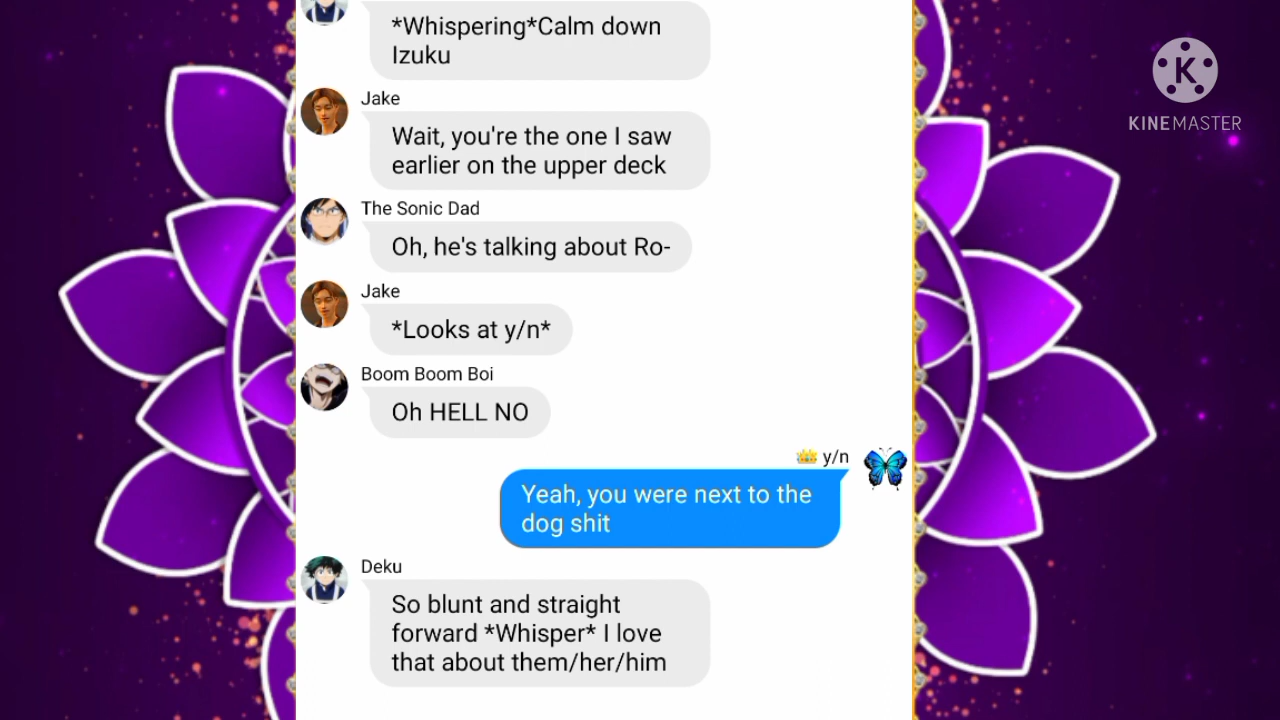 *Whispering*Calm down
Izuku
Jake
Wait, you're the one I saw
earlier on the upper deck
The Sonic Dad
Oh, he's talking about Ro-
Jake
*Looks at y/n*
Boom Boom Boi
Oh HELL NO
👑 y/n
Yeah, you were next to the
dog shit
Deku
So blunt and straight
forward *Whisper* I love
that about them/her/him
K
KINEMASTER